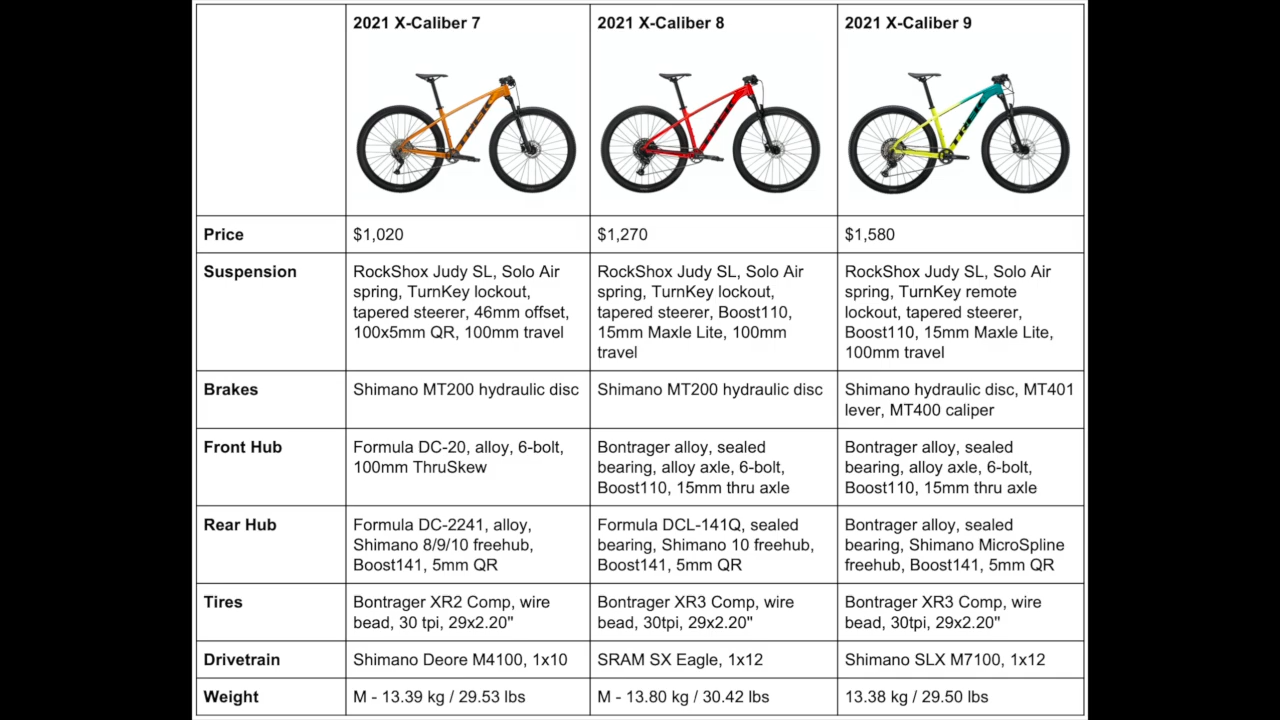 2021 X-Caliber 7
2021 X-Caliber 8
2021 X-Caliber 9
TREK
TREK
TREK
Price
$1,020
$1,270
$1,580
Suspension
RockShox Judy SL, Solo Air
spring, TurnKey lockout,
tapered steerer, 46mm offset,
100x5mm QR, 100mm travel
RockShox Judy SL, Solo Air
spring, TurnKey lockout,
tapered steerer, Boost110,
15mm Maxle Lite, 100mm
travel
RockShox Judy SL, Solo Air
spring, TurnKey remote
lockout, tapered steerer,
Boost110, 15mm Maxle Lite,
100mm travel
Brakes
Shimano MT200 hydraulic disc
Shimano MT200 hydraulic disc
Shimano hydraulic disc, MT401
lever, MT400 caliper
Front Hub
Formula DC-20, alloy, 6-bolt,
100mm ThruSkew
Bontrager alloy, sealed
bearing, alloy axle, 6-bolt,
Boost110, 15mm thru axle
Bontrager alloy, sealed
bearing, alloy axle, 6-bolt,
Boost110, 15mm thru axle
Rear Hub
Formula DC-2241, alloy,
Shimano 8/9/10 freehub,
Boost141, 5mm QR
Formula DCL-141Q, sealed
bearing, Shimano 10 freehub,
Boost141, 5mm QR
Bontrager alloy, sealed
bearing, Shimano MicroSpline
freehub, Boost141, 5mm QR
Tires
Bontrager XR2 Comp, wire
bead, 30 tpi, 29x2.20"
Bontrager XR3 Comp, wire
bead, 30tpi, 29x2.20"
Bontrager XR3 Comp, wire
bead, 30tpi, 29x2.20"
Drivetrain
Shimano Deore M4100, 1x10
SRAM SX Eagle, 1x12
Shimano SLX M7100, 1x12
Weight
M - 13.39 kg / 29.53 lbs
M - 13.80 kg / 30.42 lbs
13.38 kg / 29.50 lbs